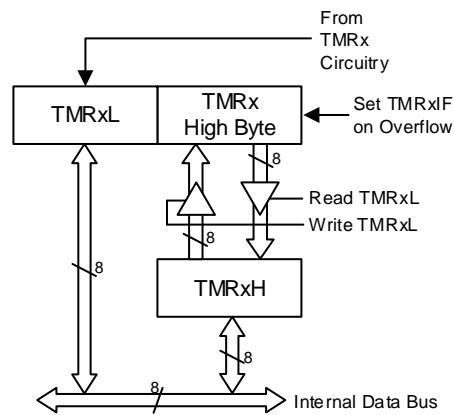 From
TMRx
Circuitry
TMRxL
TMRx
High Byte
Set TMRxIF
on Overflow
8
Read TMRxL
Write TMRxL
8
8
TMRxH
8
8
Internal Data Bus